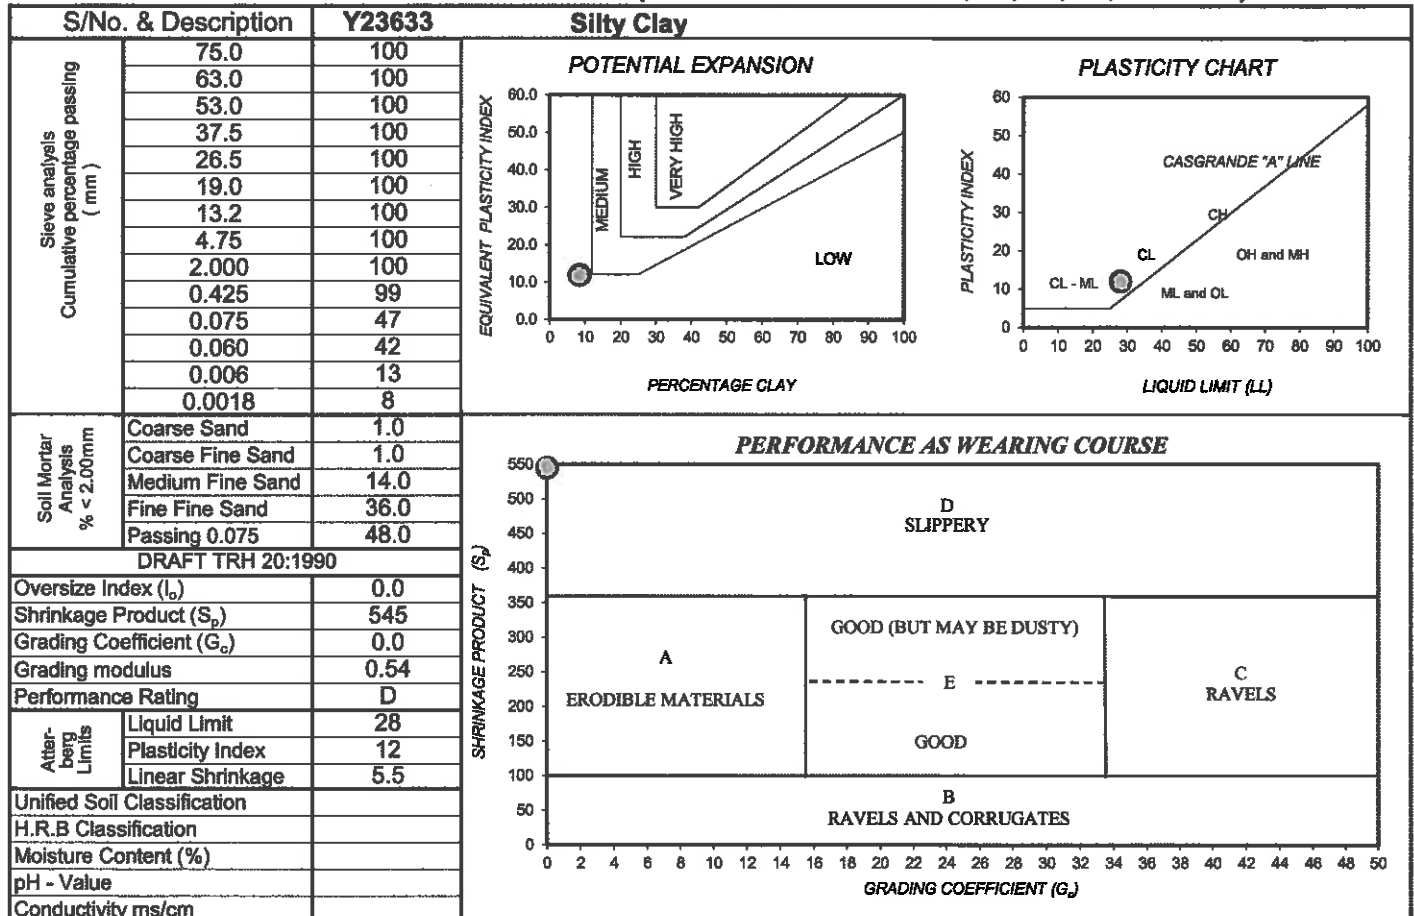 S/No. & Description Y23633 Silty Clay
Sieve analysis
Cumulative percentage passing
( mm )
75.0 100
63.0 100
53.0 100
37.5 100
26.5 100
19.0 100
13.2 100
4.75 100
2.000 100
0.425 99
0.075 47
0.060 42
0.006 13
0.0018 8
POTENTIAL EXPANSION
EQUIVALENT PLASTICITY INDEX
60.0
50.0
40.0
30.0
20.0
10.0
0.0
MEDIUM
HIGH
VERY HIGH
LOW
0 10 20 30 40 50 60 70 80 90 100
PERCENTAGE CLAY
PLASTICITY CHART
PLASTICITY INDEX
60
50
40
30
20
10
0
CASGRANDE "A" LINE
CH
CL
OH and MH
CL - ML
ML and OL
0 10 20 30 40 50 60 70 80 90 100
LIQUID LIMIT (LL)
Soil Mortar
Analysis
% < 2.00mm
Coarse Sand 1.0
Coarse Fine Sand 1.0
Medium Fine Sand 14.0
Fine Fine Sand 36.0
Passing 0.075 48.0
DRAFT TRH 20:1990
Oversize Index (Io) 0.0
Shrinkage Product (Sp) 545
Grading Coefficient (Gc) 0.0
Grading modulus 0.54
Performance Rating D
Atter-
berg
Limits
Liquid Limit 28
Plasticity Index 12
Linear Shrinkage 5.5
Unified Soil Classification
H.R.B Classification
Moisture Content (%)
pH - Value
Conductivity ms/cm
PERFORMANCE AS WEARING COURSE
SHRINKAGE PRODUCT (Sp)
550
500
450
400
350
300
250
200
150
100
50
0
D
SLIPPERY
A
ERODIBLE MATERIALS
GOOD (BUT MAY BE DUSTY)
E
GOOD
C
RAVELS
B
RAVELS AND CORRUGATES
0 2 4 6 8 10 12 14 16 18 20 22 24 26 28 30 32 34 36 38 40 42 44 46 48 50
GRADING COEFFICIENT (Gc)